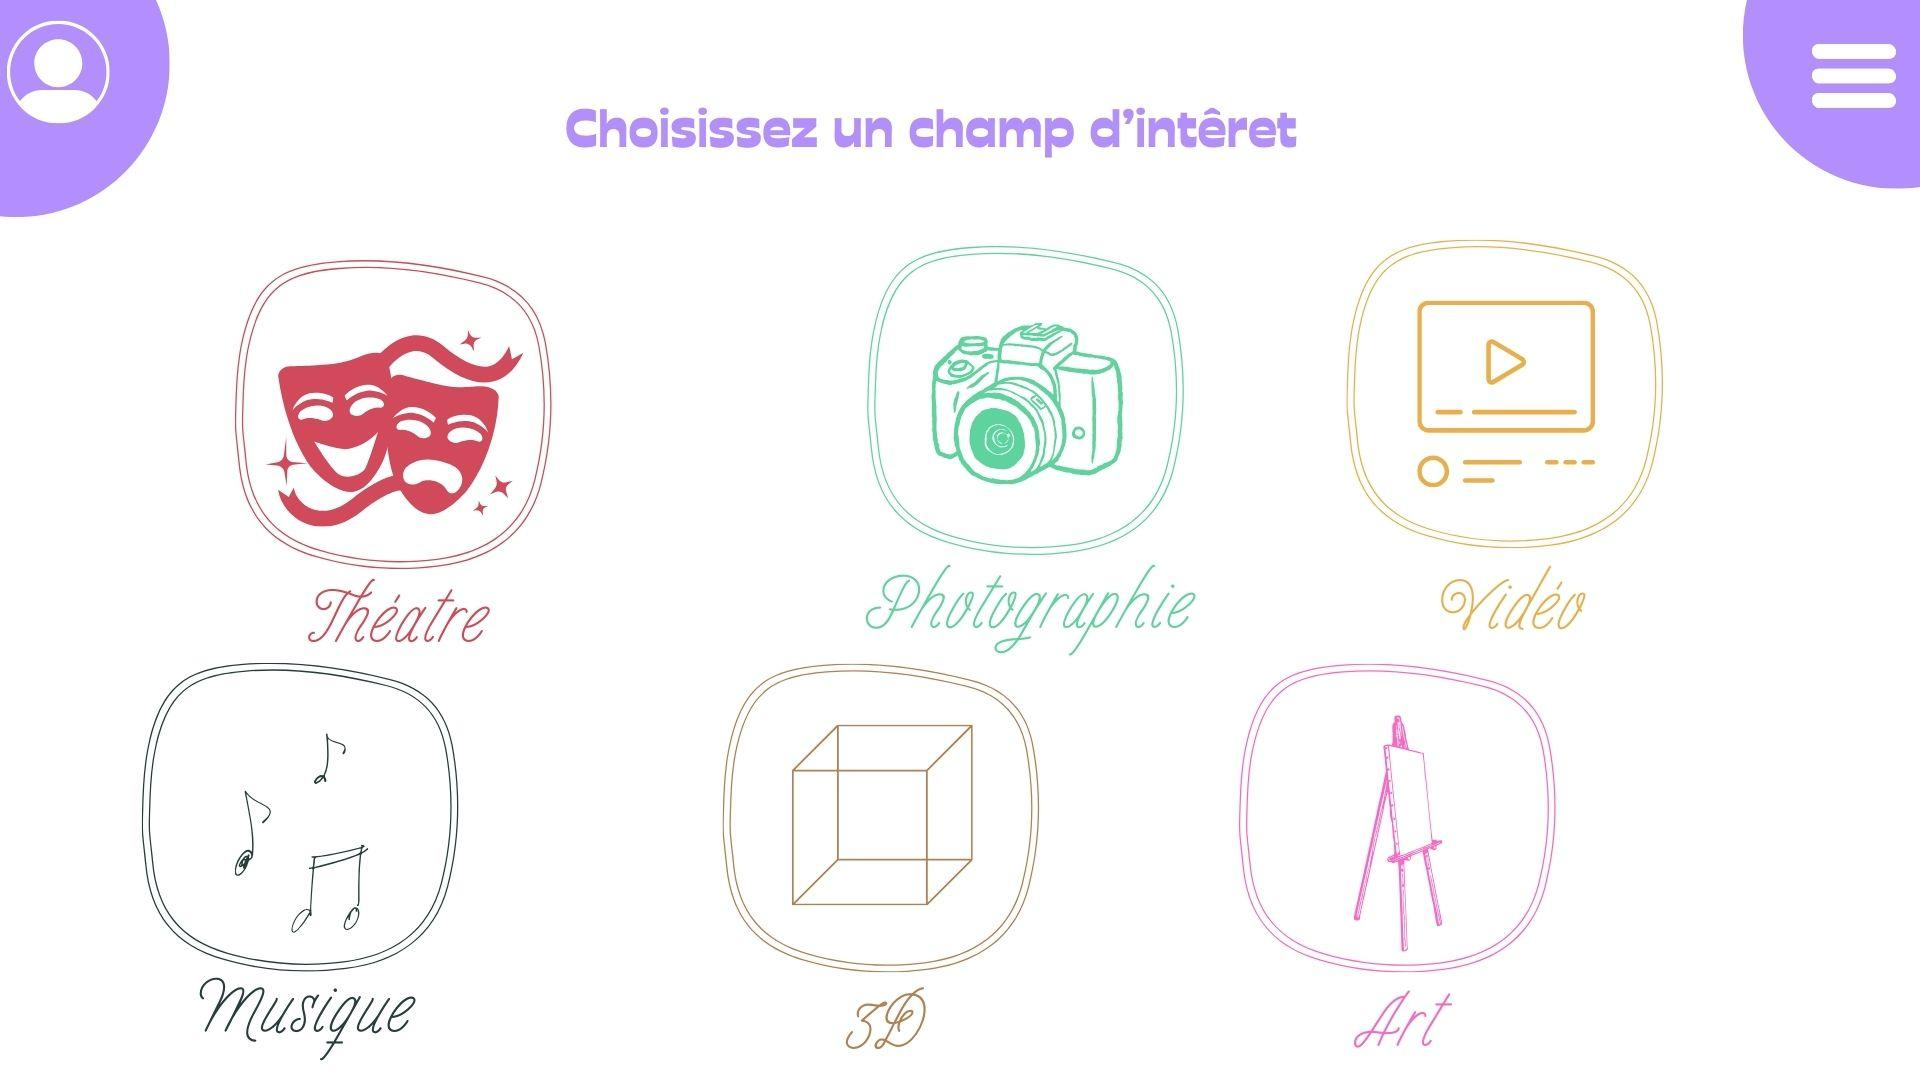 Choisissez un champ d'intêret
Théatre
Photographie
Vidéo
Musique
3D
Art